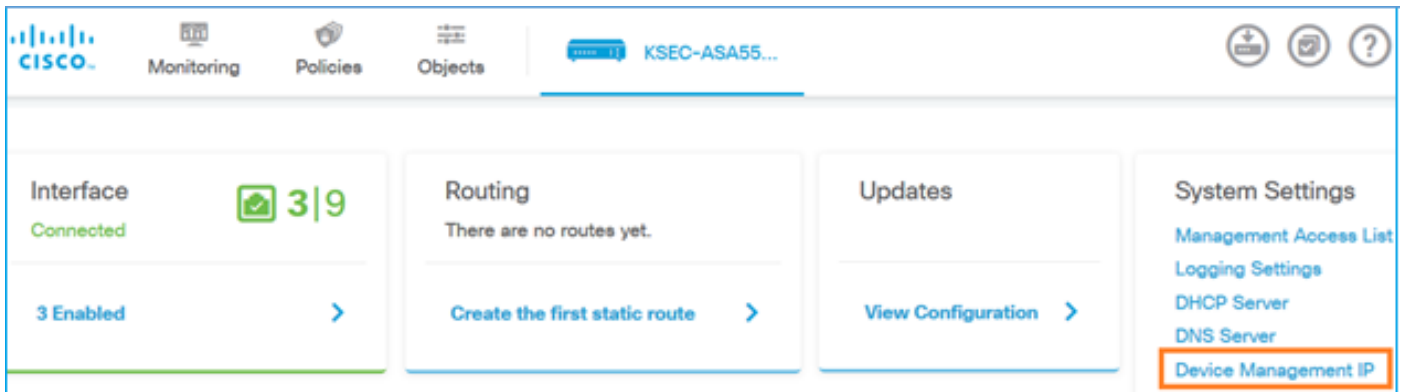 CISCO
Monitoring
Policies
Objects
KSEC-ASA55...
?
Interface
Connected
3|9
3 Enabled
Routing
There are no routes yet.
Create the first static route
Updates
View Configuration
System Settings
Management Access List
Logging Settings
DHCP Server
DNS Server
Device Management IP